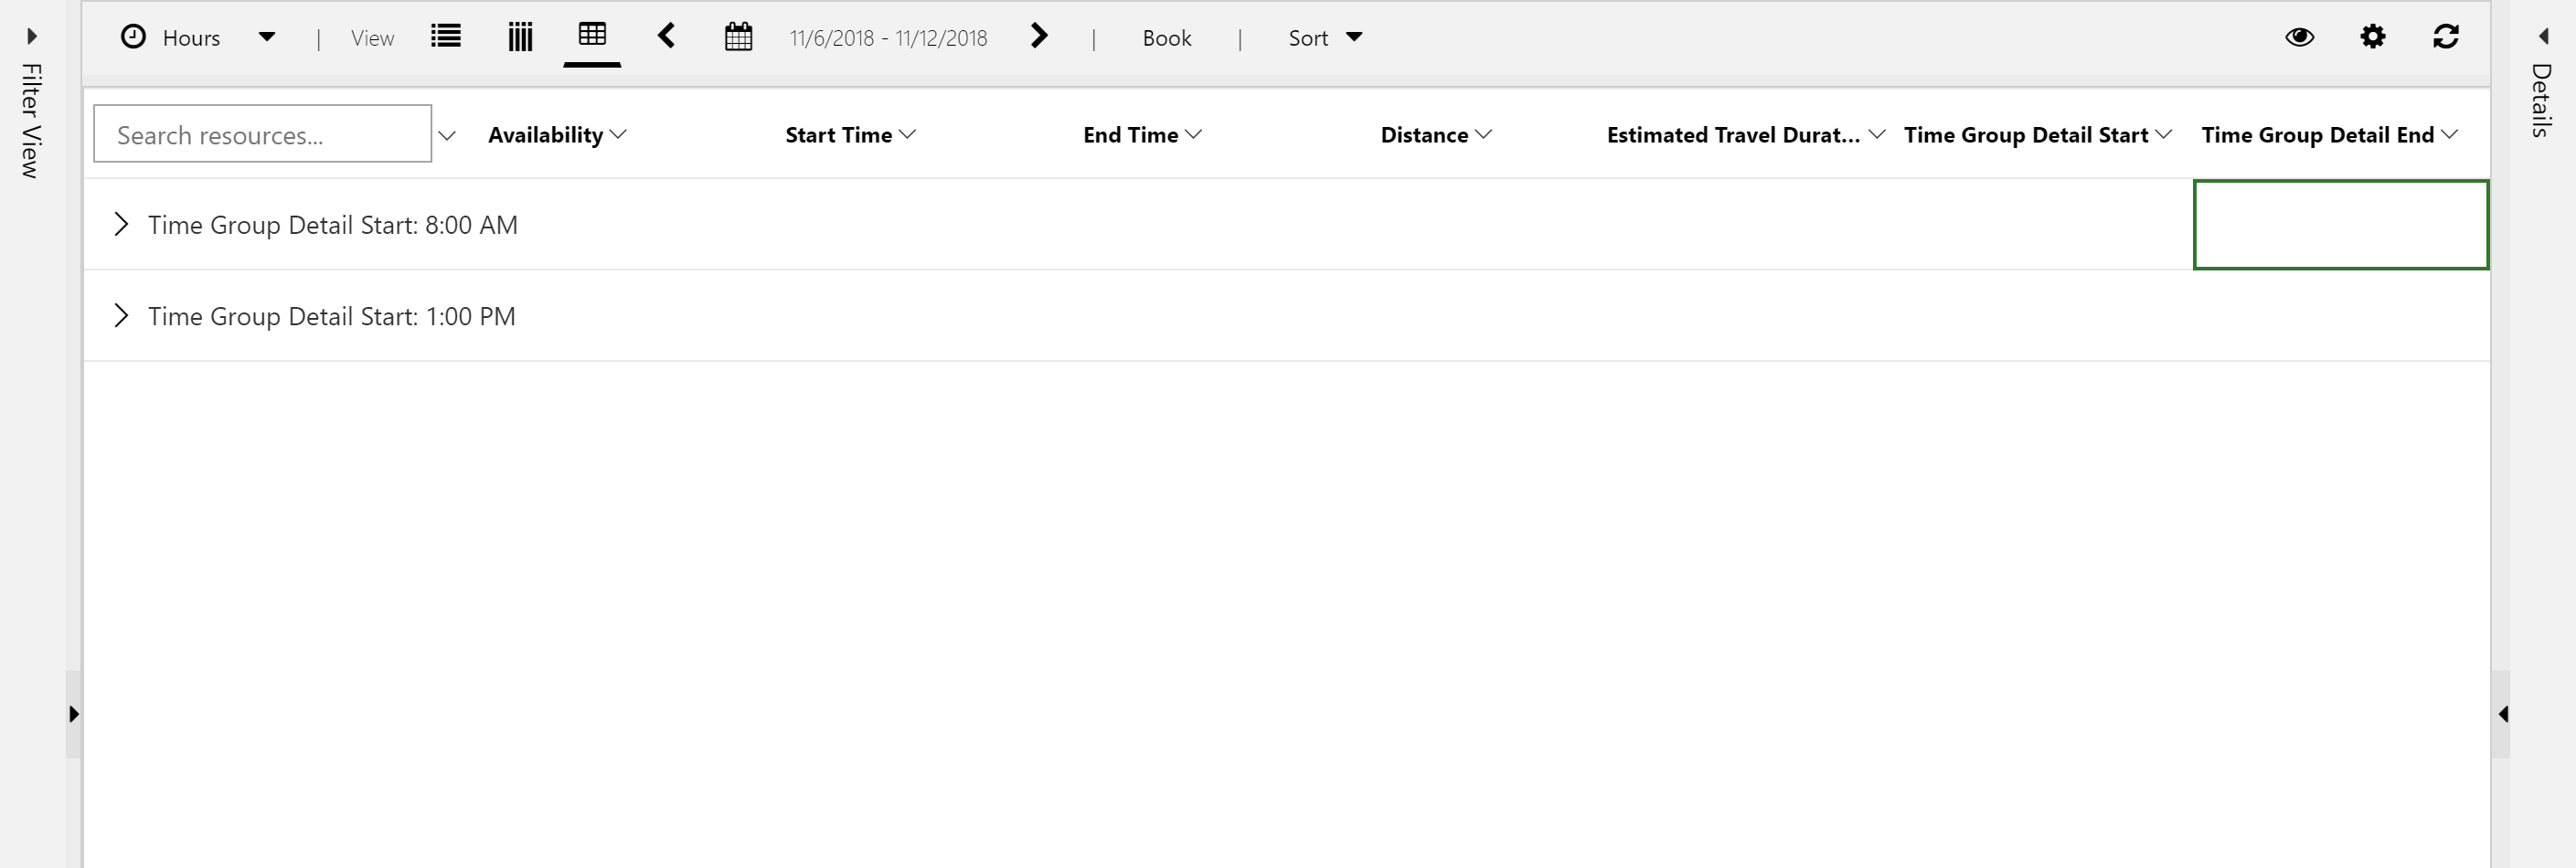 Filter View
Hours | View 11/6/2018 - 11/12/2018 | Book | Sort
Details
Search resources... Availability Start Time End Time Distance Estimated Travel Durat... Time Group Detail Start Time Group Detail End
Time Group Detail Start: 8:00 AM
Time Group Detail Start: 1:00 PM